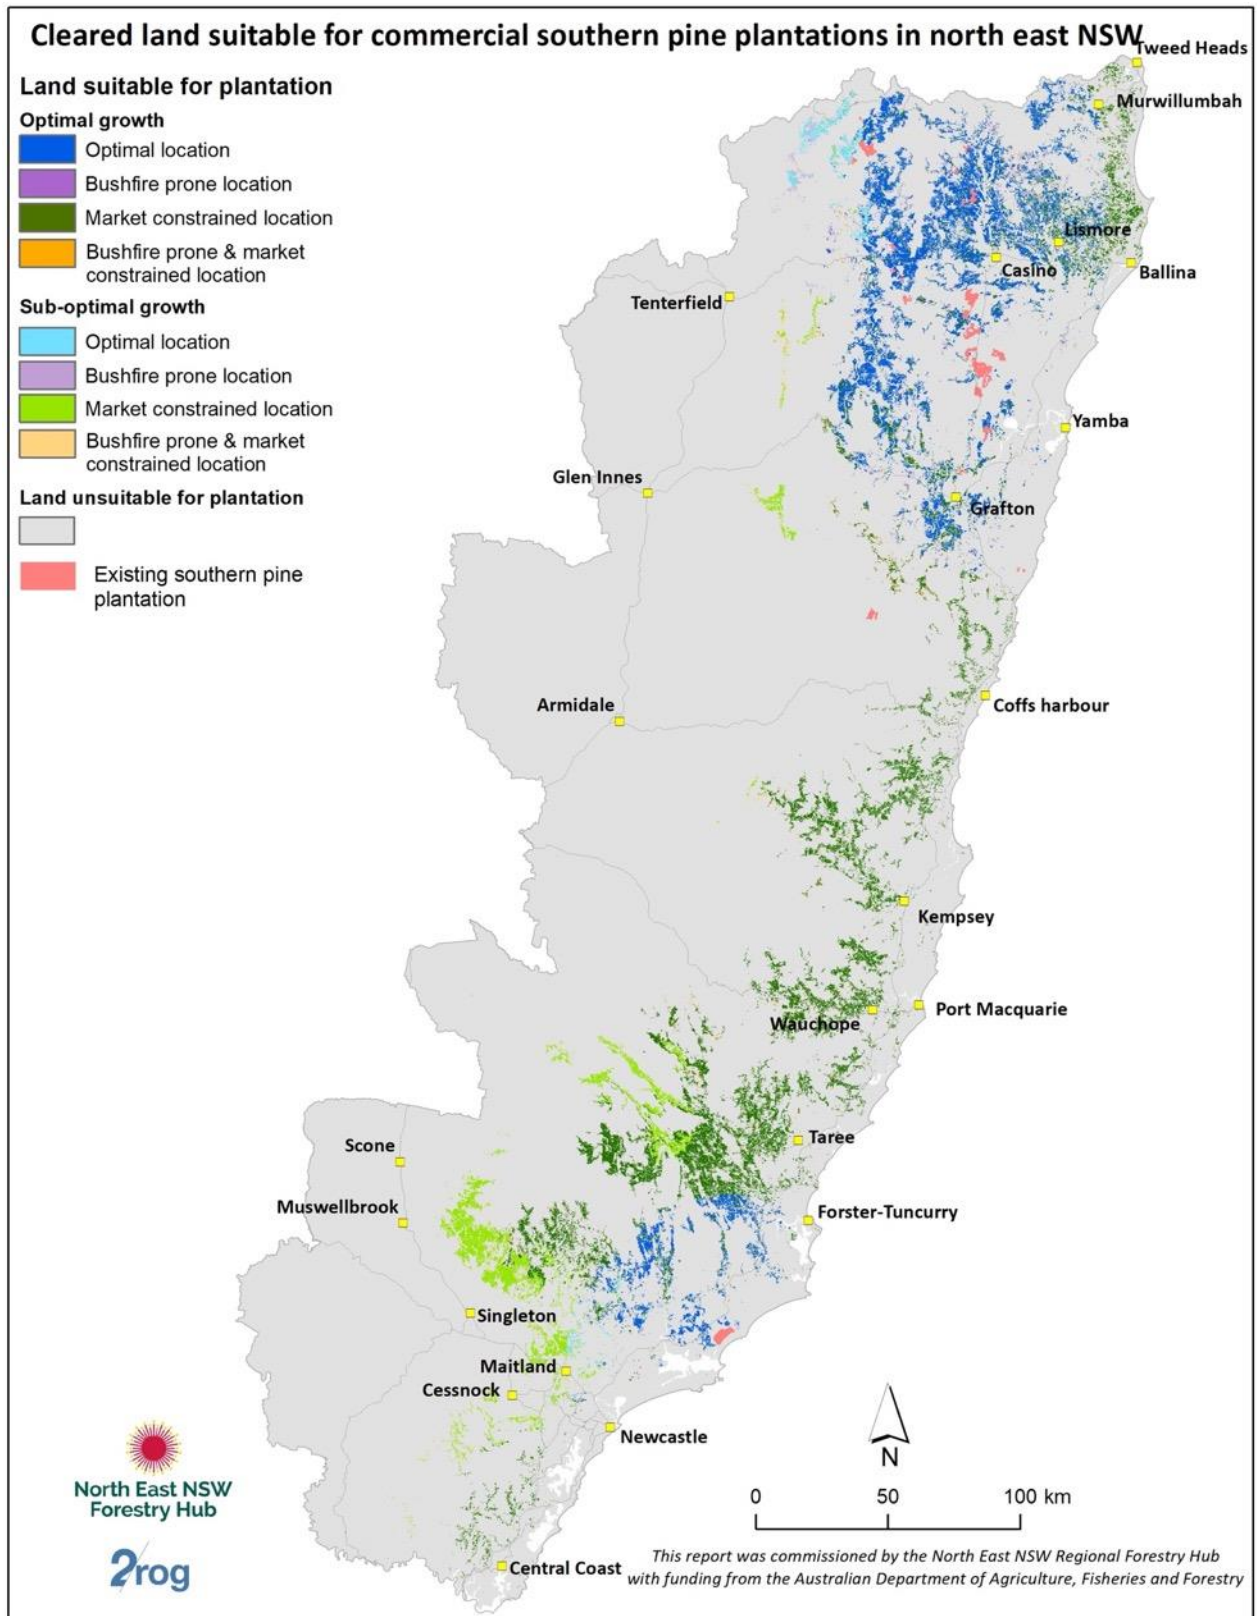 Cleared land suitable for commercial southern pine plantations in north east NSW
Land suitable for plantation
Optimal growth
Optimal location
Bushfire prone location
Market constrained location
Bushfire prone & market
constrained location
Sub-optimal growth
Optimal location
Bushfire prone location
Market constrained location
Bushfire prone & market
constrained location
Land unsuitable for plantation
Existing southern pine
plantation
Tweed Heads
Murwillumbah
Lismore
Casino
Ballina
Tenterfield
Yamba
Glen Innes
Grafton
Armidale
Coffs harbour
Kempsey
Port Macquarie
Wauchope
Taree
Scone
Muswellbrook
Forster-Tuncurry
Singleton
Maitland
Cessnock
Newcastle
Central Coast
N
0 50 100 km
North East NSW
Forestry Hub
2rog
This report was commissioned by the North East NSW Regional Forestry Hub
with funding from the Australian Department of Agriculture, Fisheries and Forestry